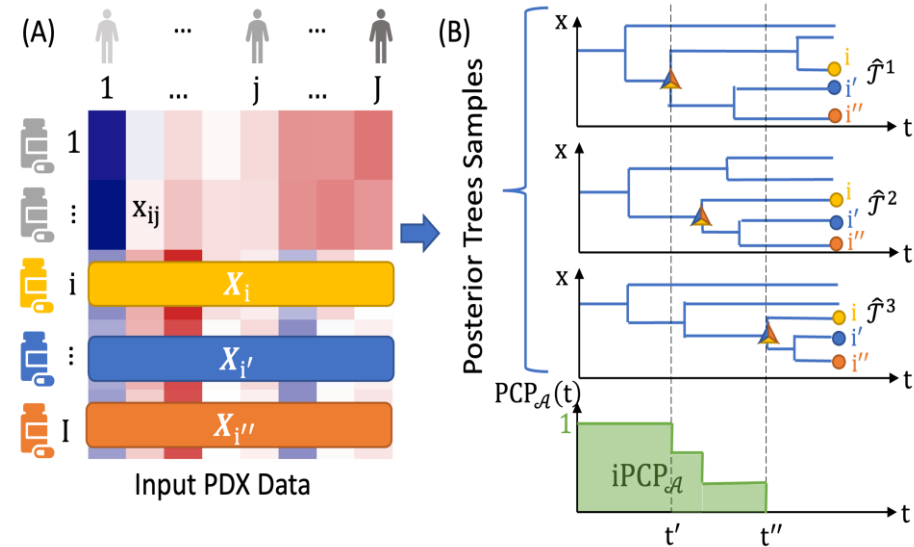 (A)
... ...
1 ... j ... J
1
⋮
x_ij
i
X_i
⋮
X_i′
I
X_i″
Input PDX Data
(B)
Posterior Trees Samples
x
i
i′
i″
𝒯̂¹
t
x
i
i′
i″
𝒯̂²
t
x
i
i′
i″
𝒯̂³
t
PCP_𝒜(t)
1
iPCP_𝒜
t
t′ t″